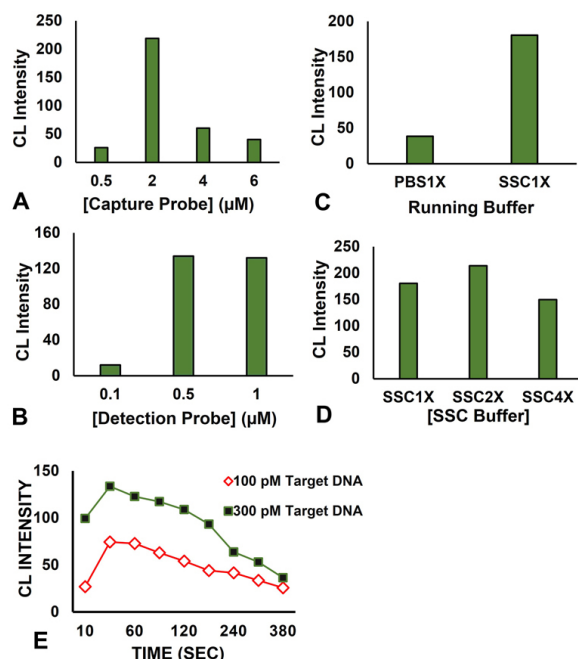 250
200
150
100
50
0
CL Intensity
0.5 2 4 6
A
[Capture Probe] (µM)
200
150
100
50
0
CL Intensity
PBS1X SSC1X
C
Running Buffer
160
120
80
40
0
CL Intensity
0.1 0.5 1
B
[Detection Probe] (µM)
250
200
150
100
50
0
CL Intensity
SSC1X SSC2X SSC4X
D
[SSC Buffer]
150
100
50
0
CL INTENSITY
100 pM Target DNA
300 pM Target DNA
10 60 120 240 380
E
TIME (SEC)